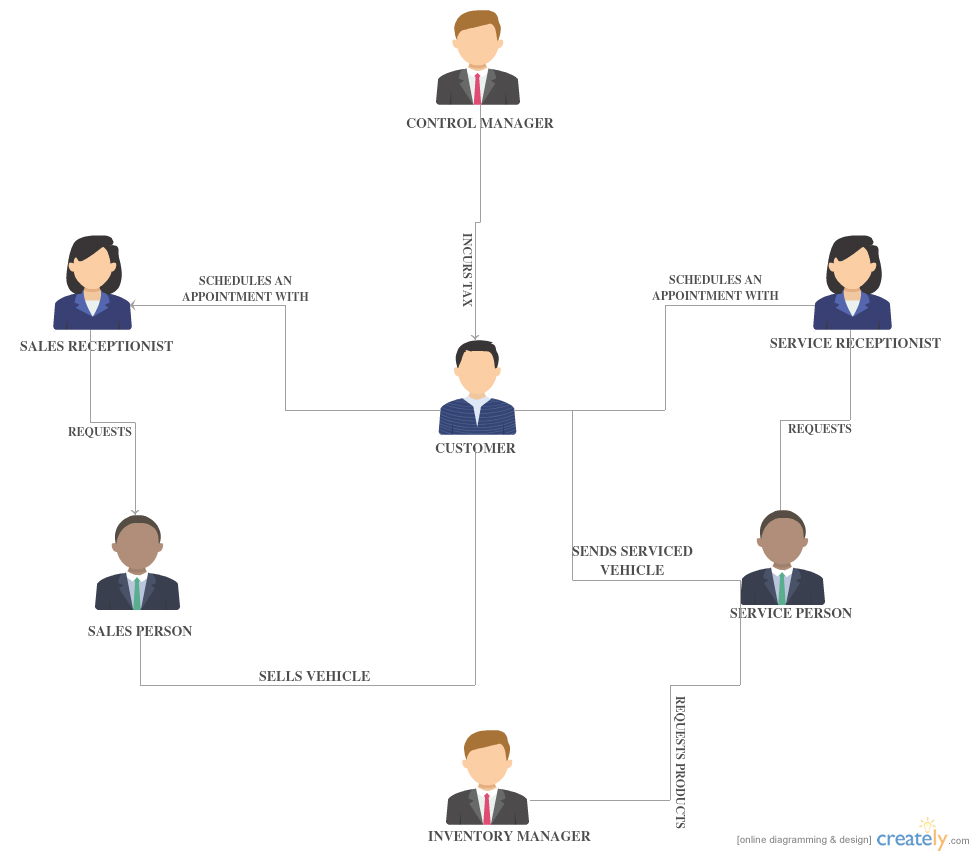 CONTROL MANAGER
INCURS TAX
SCHEDULES AN
APPOINTMENT WITH
SCHEDULES AN
APPOINTMENT WITH
SALES RECEPTIONIST
SERVICE RECEPTIONIST
REQUESTS
REQUESTS
CUSTOMER
SENDS SERVICED
VEHICLE
SALES PERSON
SERVICE PERSON
SELLS VEHICLE
REQUESTS PRODUCTS
INVENTORY MANAGER
[online diagramming & design] creately.com